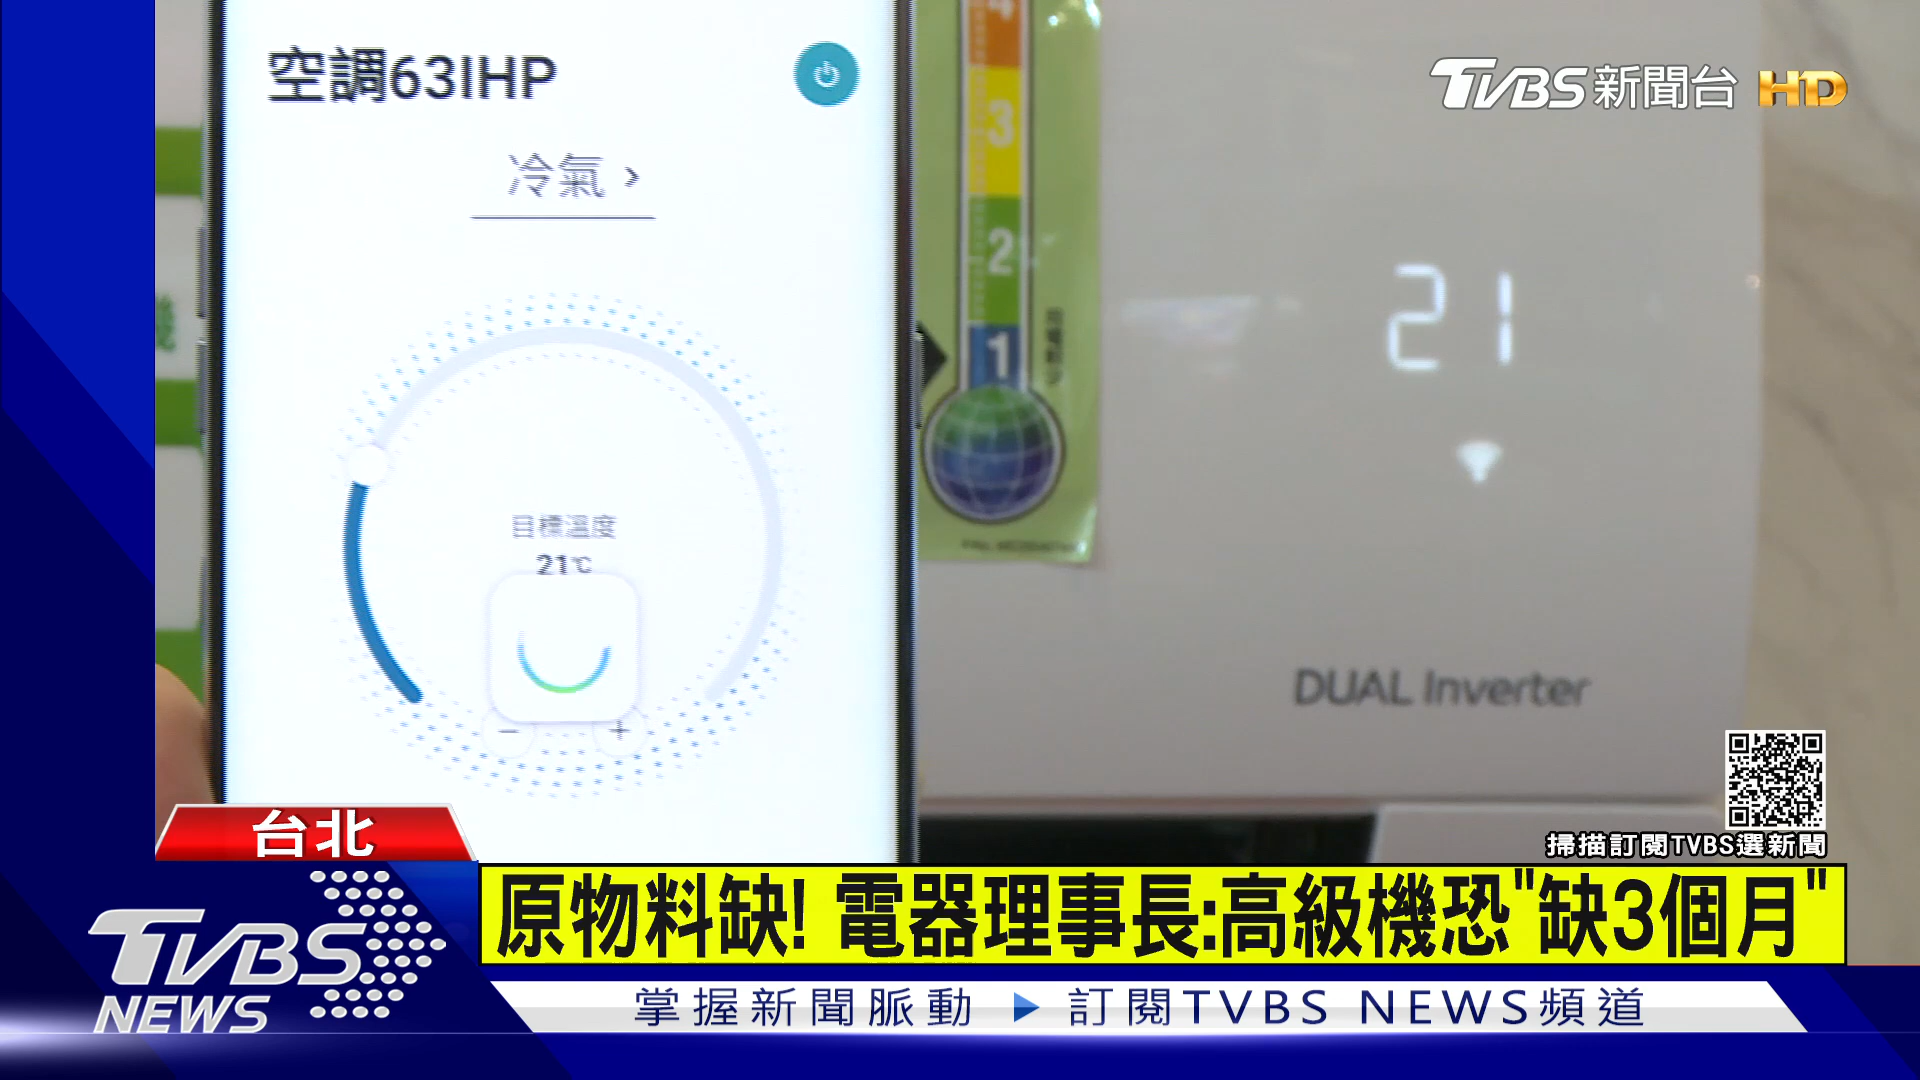 空調63IHP
TVBS新聞台 HD
冷氣 ›
4
3
2
1
21
目標溫度
21℃
− +
DUAL Inverter
掃描訂閱TVBS選新聞
台北
原物料缺! 電器理事長:高級機恐"缺3個月"
TVBS NEWS
掌握新聞脈動 ▶ 訂閱TVBS NEWS頻道